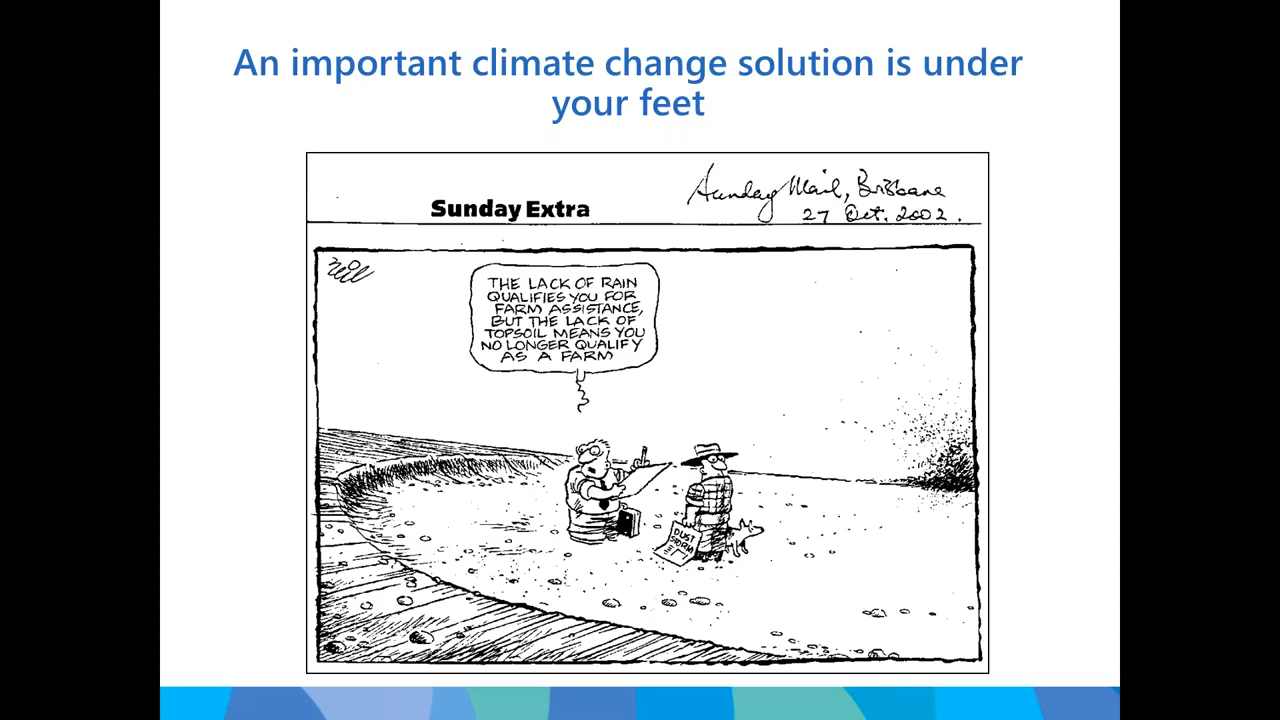 An important climate change solution is under
your feet
Sunday Mail, Brisbane
27 Oct. 2002.
Sunday Extra
THE LACK OF RAIN
QUALIFIES YOU FOR
FARM ASSISTANCE,
BUT THE LACK OF
TOPSOIL MEANS YOU
NO LONGER QUALIFY
AS A FARM
DUST
STORM